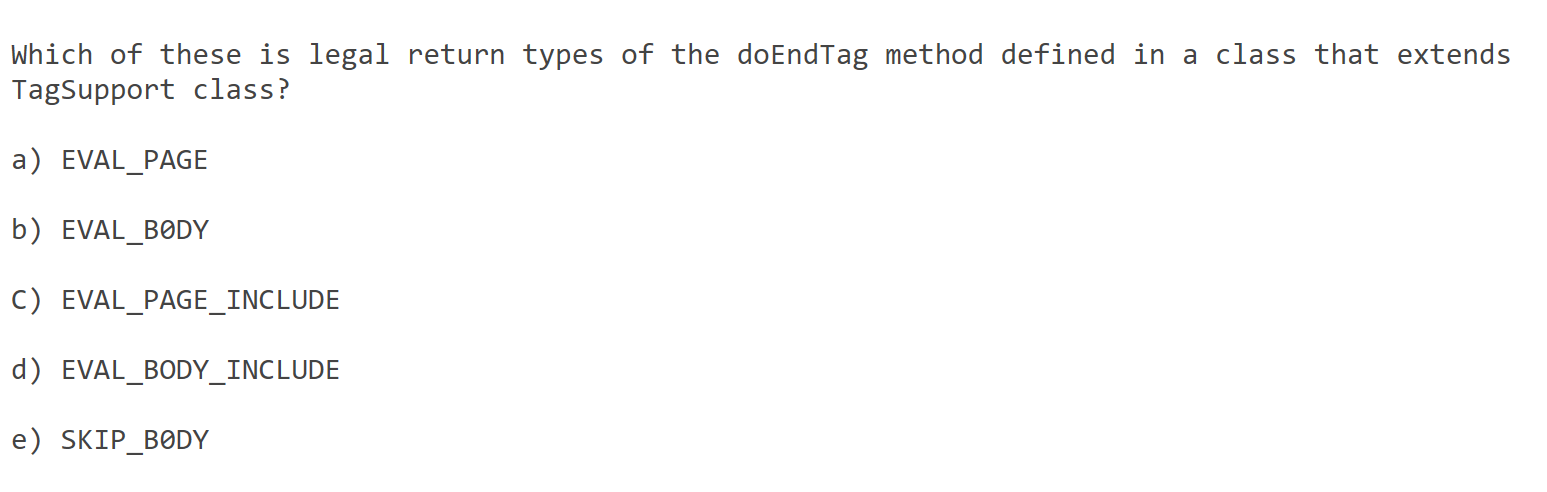 Which of these is legal return types of the doEndTag method defined in a class that extends
TagSupport class?
a) EVAL_PAGE
b) EVAL_B0DY
C) EVAL_PAGE_INCLUDE
d) EVAL_BODY_INCLUDE
e) SKIP_B0DY